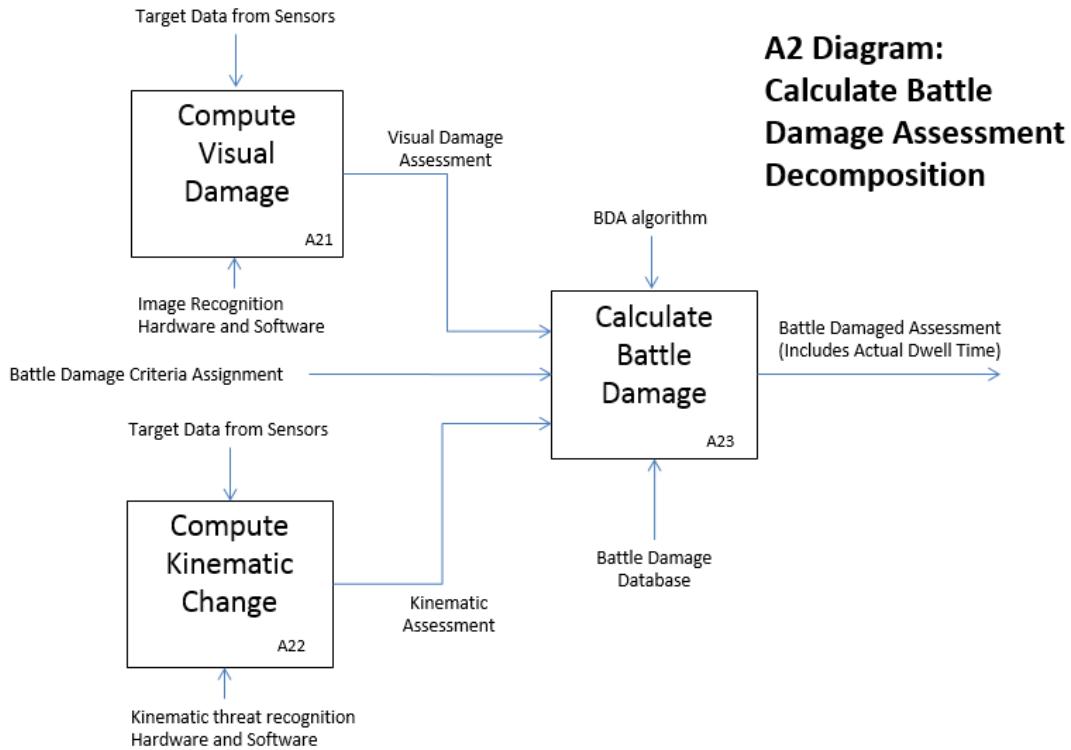 Target Data from Sensors
A2 Diagram:
Calculate Battle
Damage Assessment
Decomposition
Compute
Visual
Damage
A21
Visual Damage
Assessment
Image Recognition
Hardware and Software
BDA algorithm
Calculate
Battle
Damage
A23
Battle Damaged Assessment
(Includes Actual Dwell Time)
Battle Damage Criteria Assignment
Target Data from Sensors
Compute
Kinematic
Change
A22
Kinematic
Assessment
Battle Damage
Database
Kinematic threat recognition
Hardware and Software